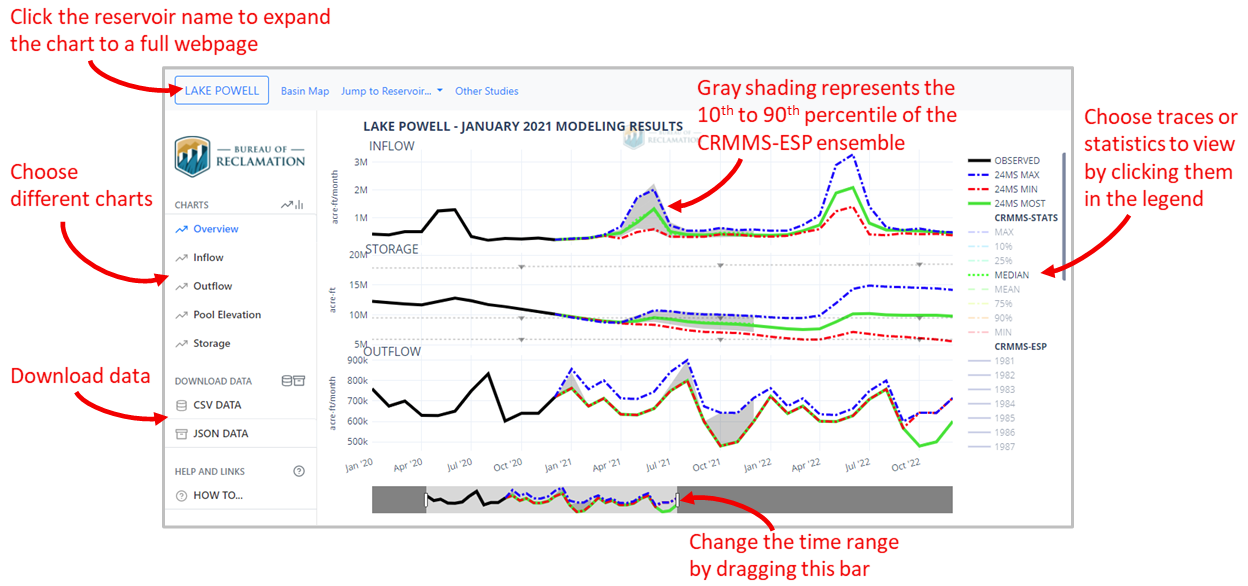 Click the reservoir name to expand
the chart to a full webpage
LAKE POWELL
Basin Map
Jump to Reservoir...
Other Studies
Gray shading represents the
10th to 90th percentile of the
CRMMS-ESP ensemble
Choose traces or
statistics to view
by clicking them
in the legend
Choose
different charts
Download data
BUREAU OF
RECLAMATION
CHARTS
Overview
Inflow
Outflow
Pool Elevation
Storage
DOWNLOAD DATA
CSV DATA
JSON DATA
HELP AND LINKS
HOW TO...
LAKE POWELL - JANUARY 2021 MODELING RESULTS
BUREAU OF
RECLAMATION
INFLOW
acre-ft/month
3M
2M
1M
STORAGE
acre-ft
20M
15M
10M
5M
OUTFLOW
acre-ft/month
900k
800k
700k
600k
500k
Jan '20
Apr '20
Jul '20
Oct '20
Jan '21
Apr '21
Jul '21
Oct '21
Jan '22
Apr '22
Jul '22
Oct '22
OBSERVED
24MS MAX
24MS MIN
24MS MOST
CRMMS-STATS
MAX
10%
25%
MEDIAN
MEAN
75%
90%
MIN
CRMMS-ESP
1981
1982
1983
1984
1985
1986
1987
Change the time range
by dragging this bar